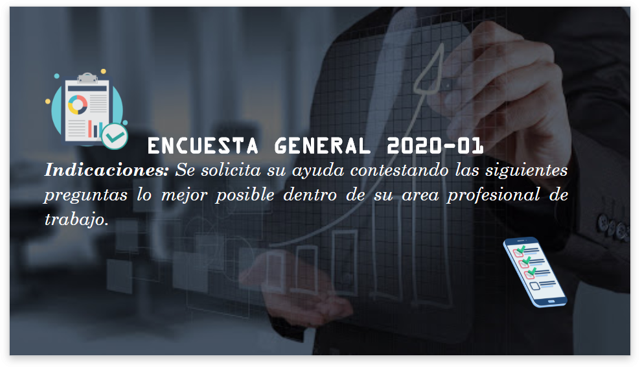 ENCUESTA GENERAL 2020-01
Indicaciones: Se solicita su ayuda contestando las siguientes
preguntas lo mejor posible dentro de su area profesional de
trabajo.